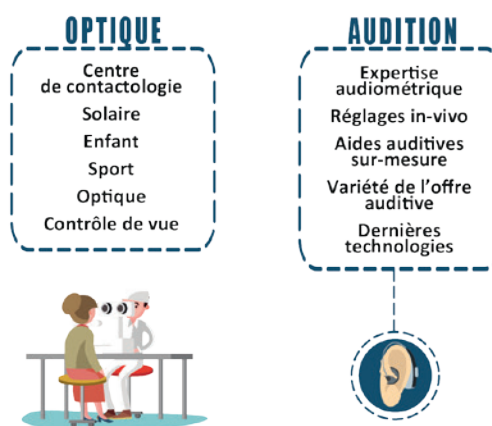 OPTIQUE
Centre
de contactologie
Solaire
Enfant
Sport
Optique
Contrôle de vue
AUDITION
Expertise
audiométrique
Réglages in-vivo
Aides auditives
sur-mesure
Variété de l'offre
auditive
Dernières
technologies